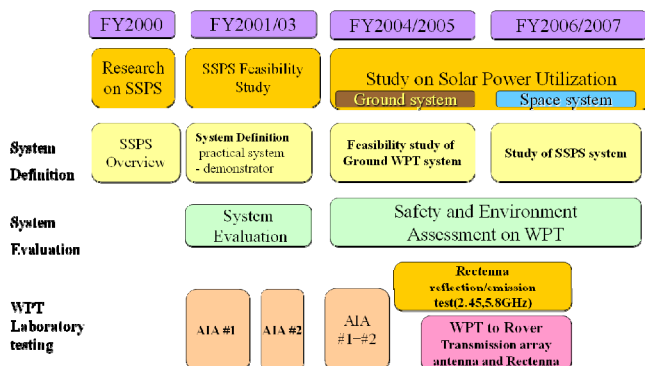 FY2000
FY2001/03
FY2004/2005
FY2006/2007
Research
on SSPS
SSPS Feasibility
Study
Study on Solar Power Utilization
Ground system
Space system
System
Definition
SSPS
Overview
System Definition
practical system
- demonstrator
Feasibility study of
Ground WPT system
Study of SSPS system
System
Evaluation
System
Evaluation
Safety and Environment
Assessment on WPT
WPT
Laboratory
testing
AIA #1
AIA #2
AIA
#1-#2
Rectenna
reflection/emission
test(2.45,5.8GHz)
WPT to Rover
Transmission array
antenna and Rectenna